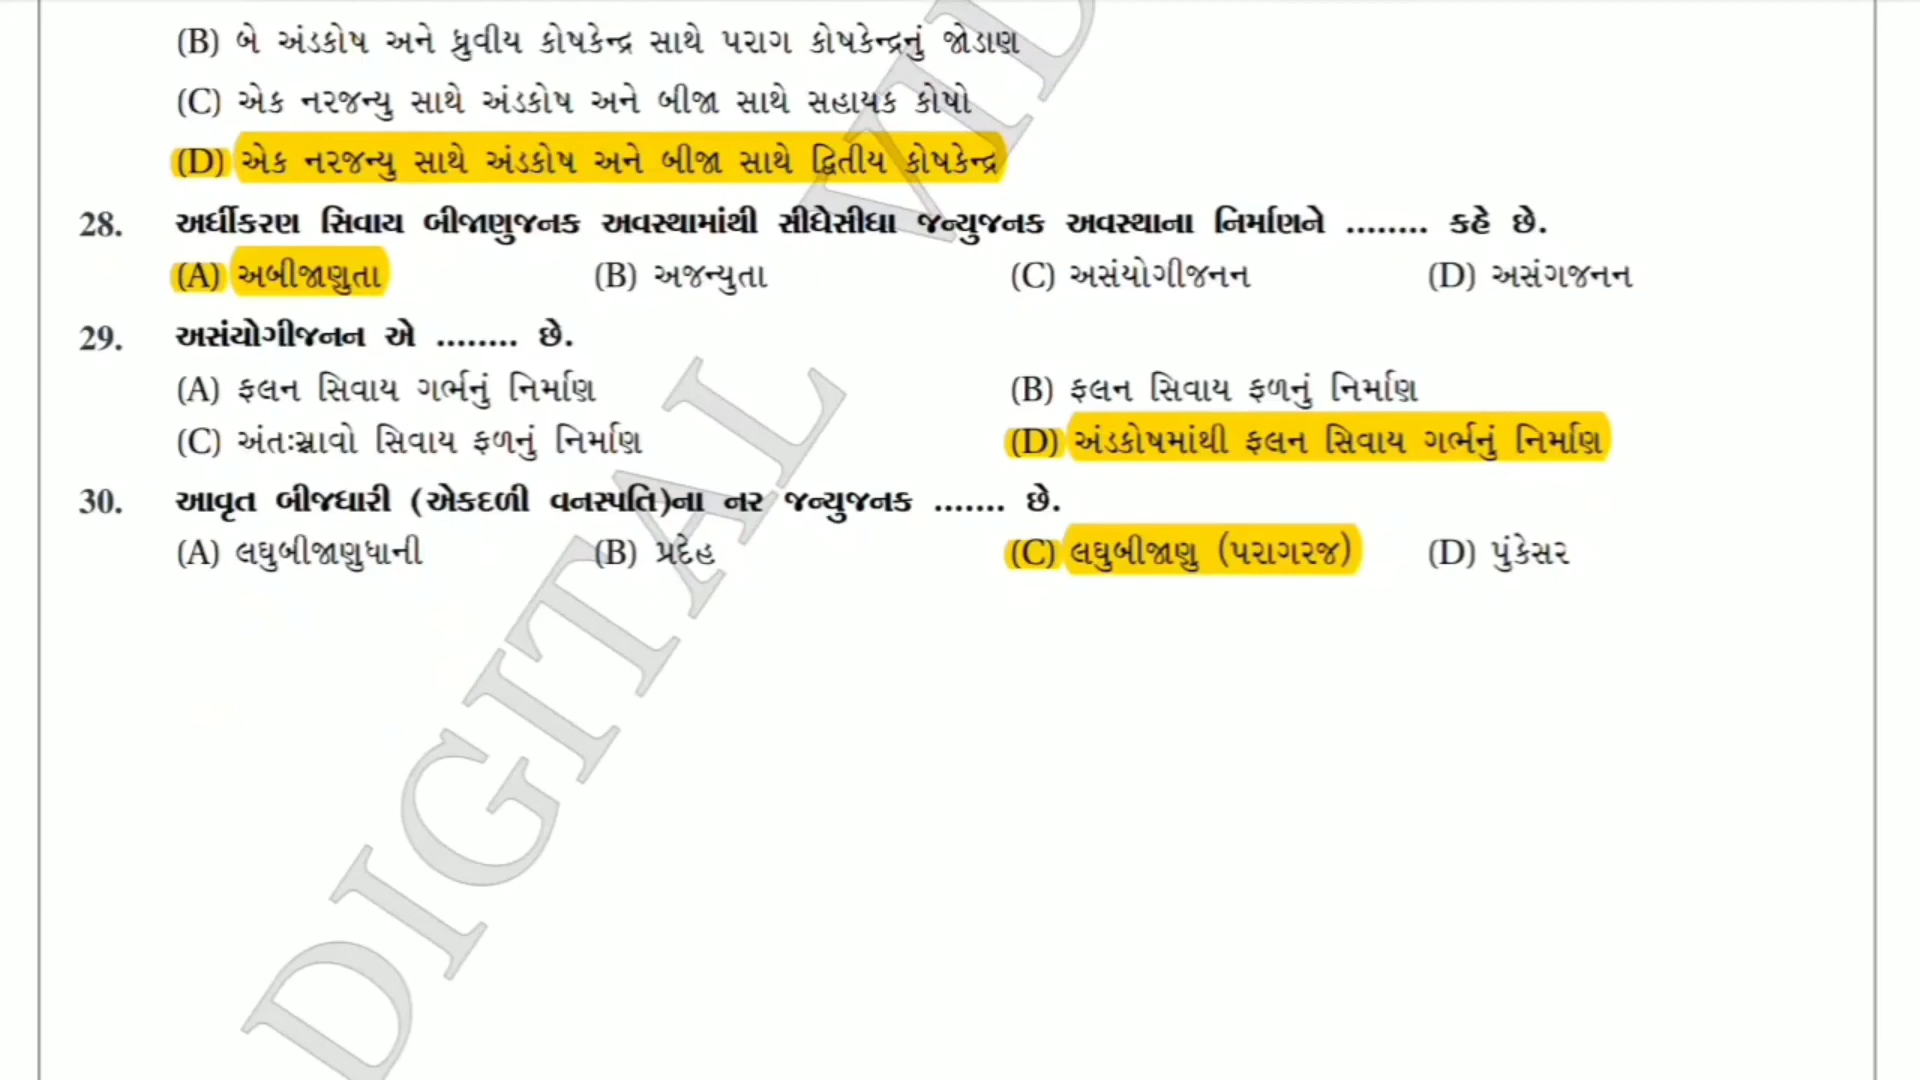 (B) બે અંડકોષ અને ધ્રુવીય કોષકેન્દ્ર સાથે પરાગ કોષકેન્દ્રનું જોડાણ
(C) એક નરજન્યુ સાથે અંડકોષ અને બીજા સાથે સહાયક કોષો
(D) એક નરજન્યુ સાથે અંડકોષ અને બીજા સાથે દ્વિતીય કોષકેન્દ્ર
28. અર્ધીકરણ સિવાય બીજાણુજનક અવસ્થામાંથી સીધેસીધા જન્યુજનક અવસ્થાના નિર્માણને ........ કહે છે.
(A) અબીજાણુતા (B) અજન્યુતા (C) અસંયોગીજનન (D) અસંગજનન
29. અસંયોગીજનન એ ........ છે.
(A) ફલન સિવાય ગર્ભનું નિર્માણ (B) ફલન સિવાય ફળનું નિર્માણ
(C) અંતઃસ્રાવો સિવાય ફળનું નિર્માણ (D) અંડકોષમાંથી ફલન સિવાય ગર્ભનું નિર્માણ
30. આવૃત બીજધારી (એકદળી વનસ્પતિ)ના નર જન્યુજનક ....... છે.
(A) લઘુબીજાણુધાની (B) પ્રદેહ (C) લઘુબીજાણુ (પરાગરજ) (D) પુંકેસર
DIGITAL VID